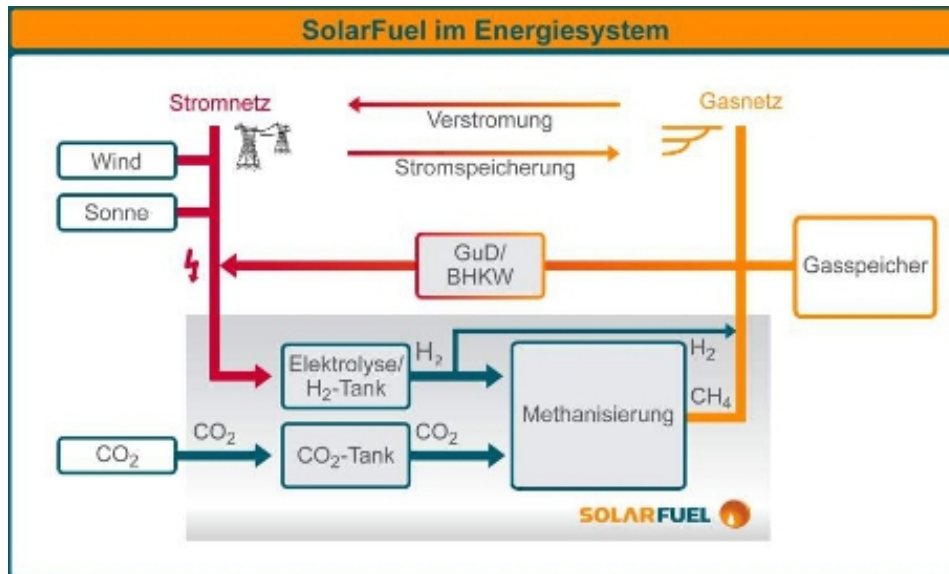 SolarFuel im Energiesystem
Stromnetz
Verstromung
Gasnetz
Stromspeicherung
Wind
Sonne
GuD/
BHKW
Gasspeicher
Elektrolyse/
H₂-Tank
H₂
H₂
Methanisierung
CH₄
CO₂
CO₂
CO₂-Tank
CO₂
SOLARFUEL